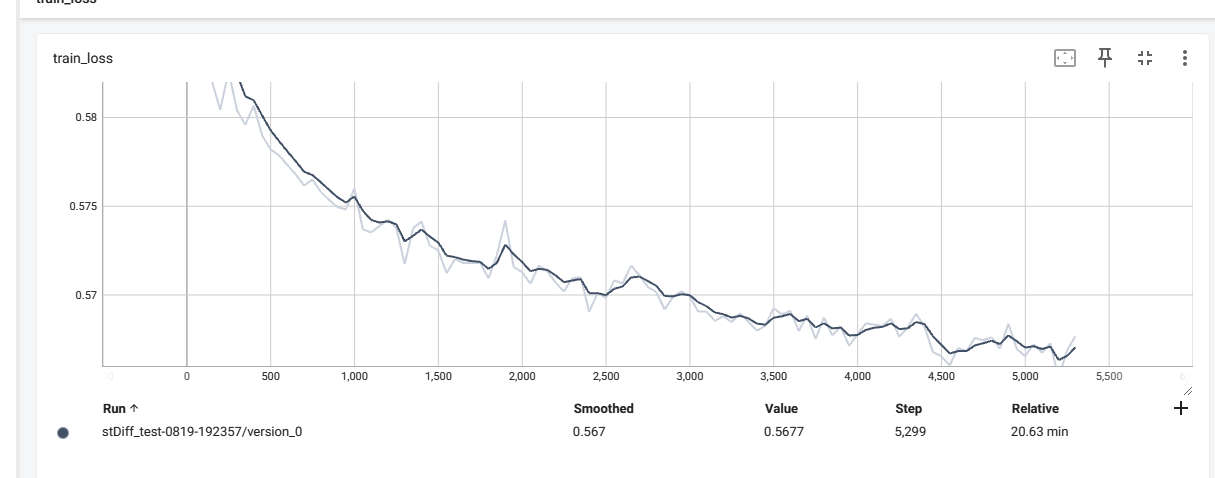 train_loss
train_loss
0.58
0.575
0.57
0 500 1,000 1,500 2,000 2,500 3,000 3,500 4,000 4,500 5,000 5,500
Run ↑ Smoothed Value Step Relative
stDiff_test-0819-192357/version_0 0.567 0.5677 5,299 20.63 min